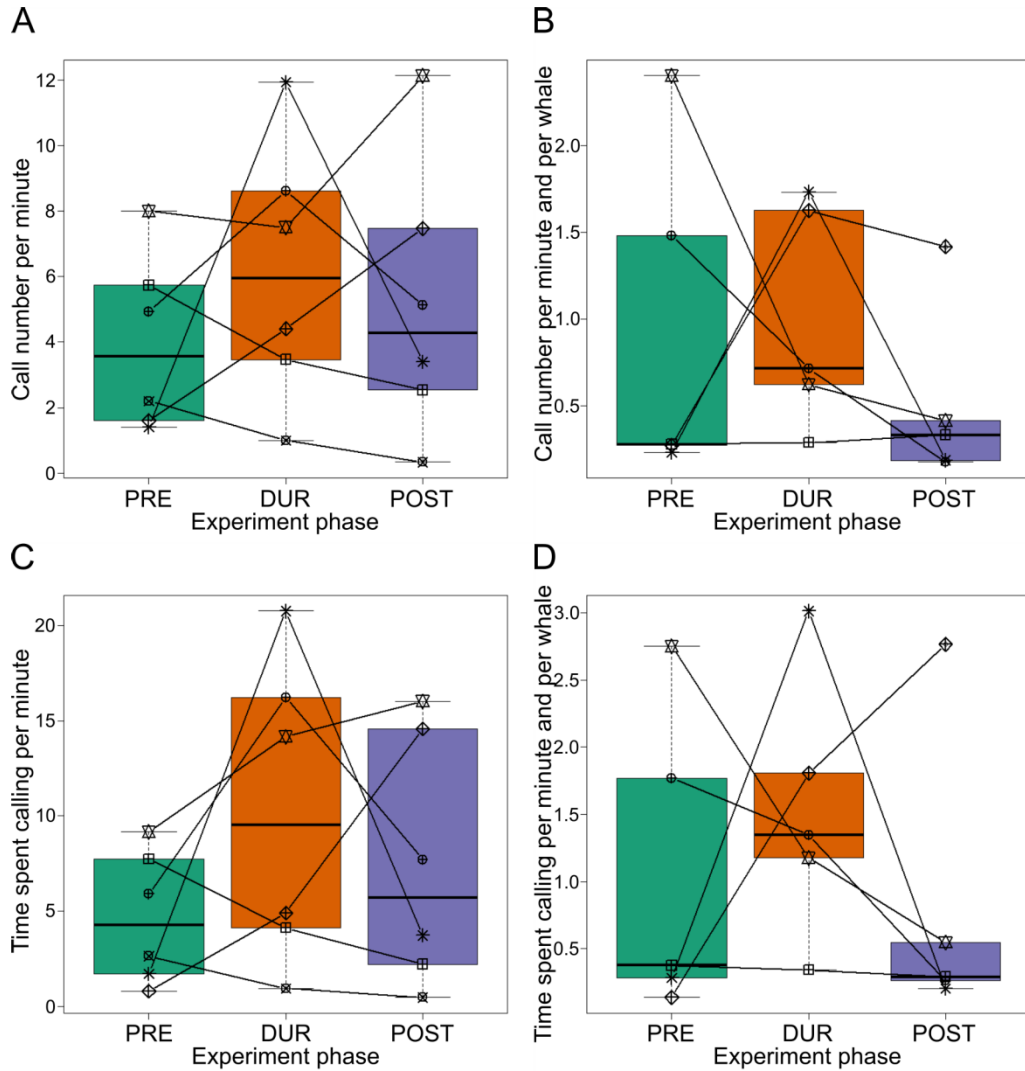 A
Call number per minute
12
10
8
6
4
2
0
PRE DUR POST
Experiment phase
B
Call number per minute and per whale
2.0
1.5
1.0
0.5
PRE DUR POST
Experiment phase
C
Time spent calling per minute
20
15
10
5
0
PRE DUR POST
Experiment phase
D
Time spent calling per minute and per whale
3.0
2.5
2.0
1.5
1.0
0.5
PRE DUR POST
Experiment phase